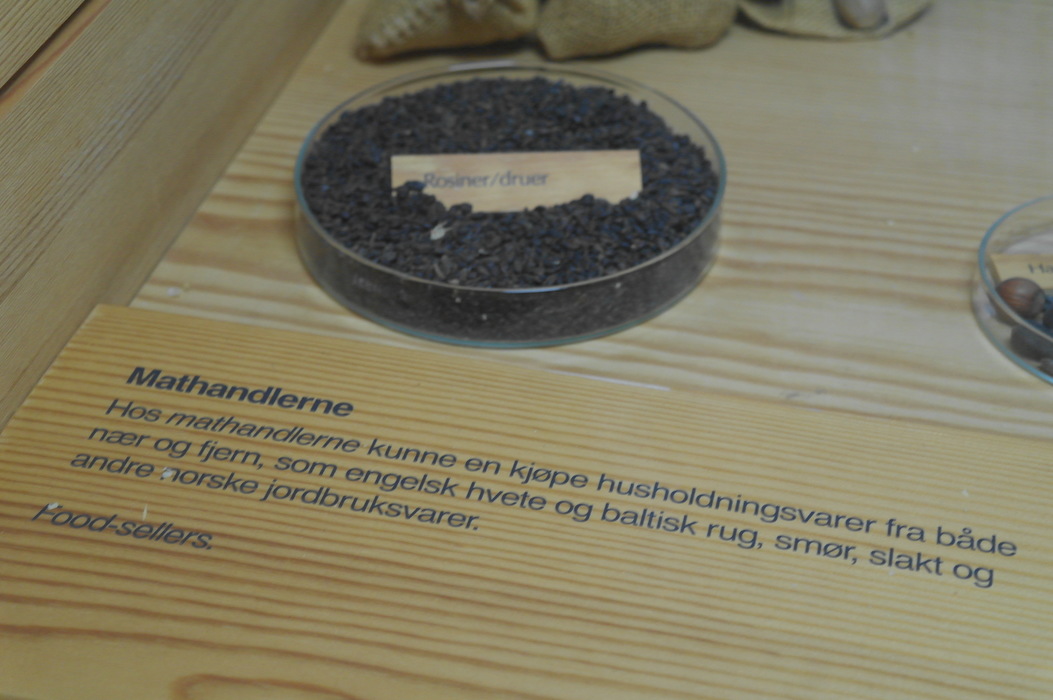 Rosiner/druer
Ha
Mathandlerne
Hos mathandlerne kunne en kjøpe husholdningsvarer fra både
nær og fjern, som engelsk hvete og baltisk rug, smør, slakt og
andre norske jordbruksvarer.
Food-sellers.